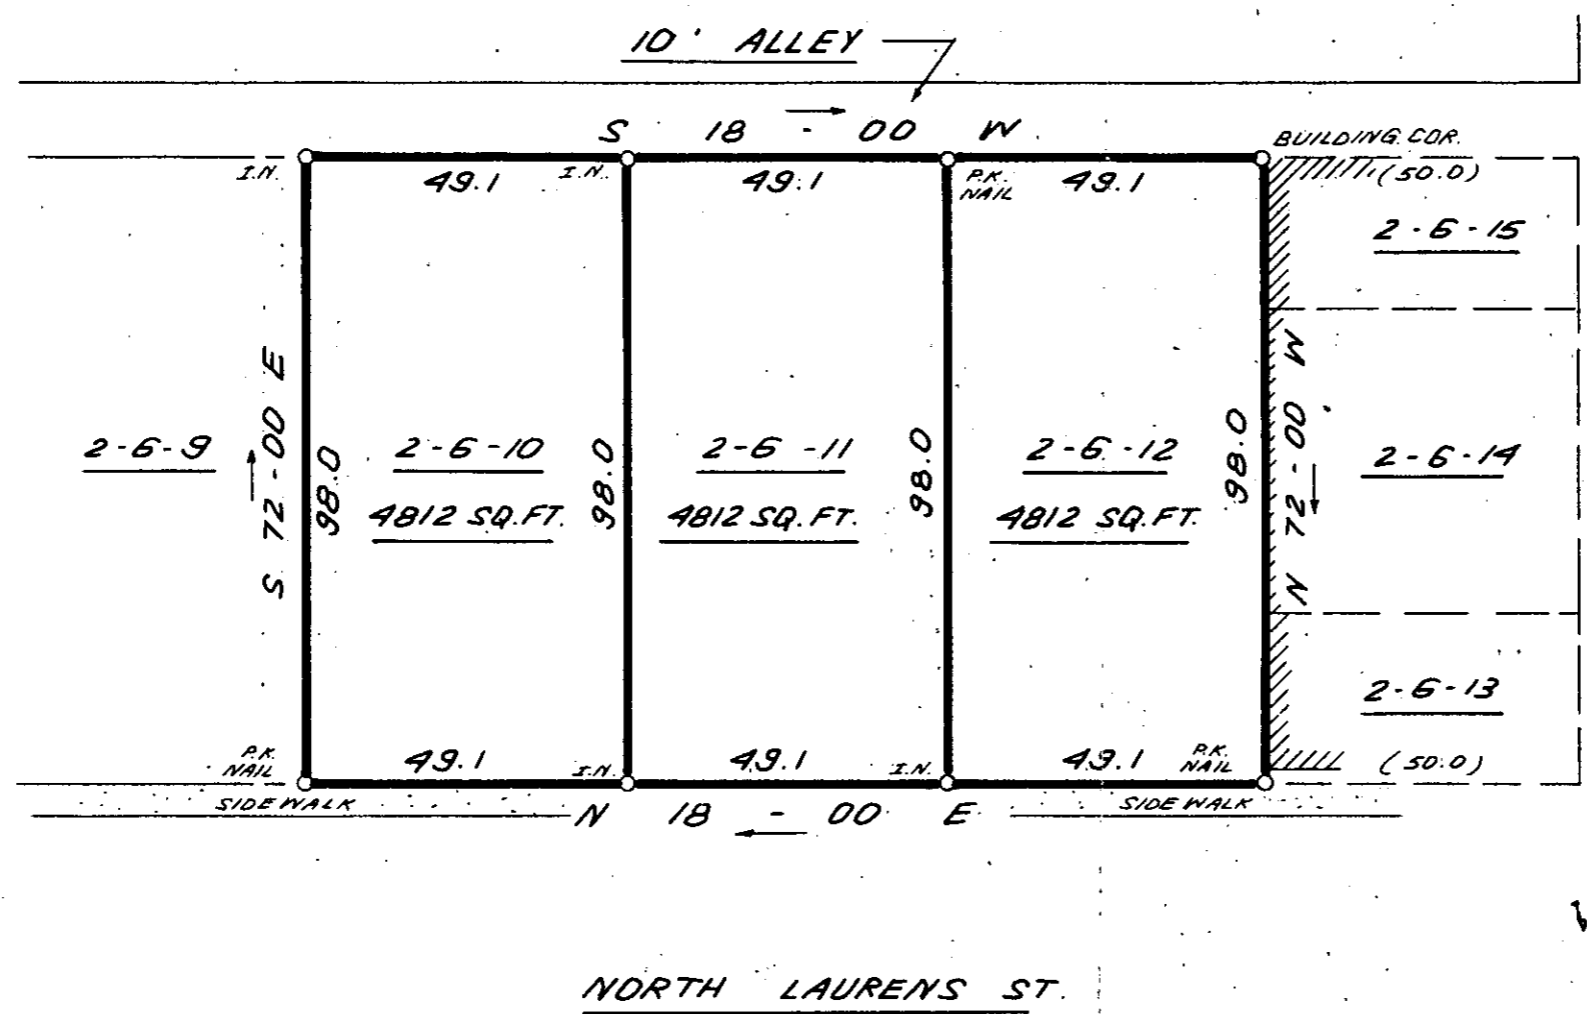 10' ALLEY
S 18 - 00 W
BUILDING COR.
I.N. 49.1 I.N. 49.1 P.K. NAIL 49.1 (50.0)
2-6-15
S 72-00 E
N 72-00 W
2-6-9
98.0
2-6-10
98.0
2-6-11
98.0
2-6-12
98.0
2-6-14
4812 SQ.FT.
4812 SQ.FT.
4812 SQ.FT.
2-6-13
P.K. NAIL 49.1 I.N. 49.1 I.N. 49.1 P.K. NAIL (50.0)
SIDEWALK
SIDEWALK
N 18 - 00 E
NORTH LAURENS ST.